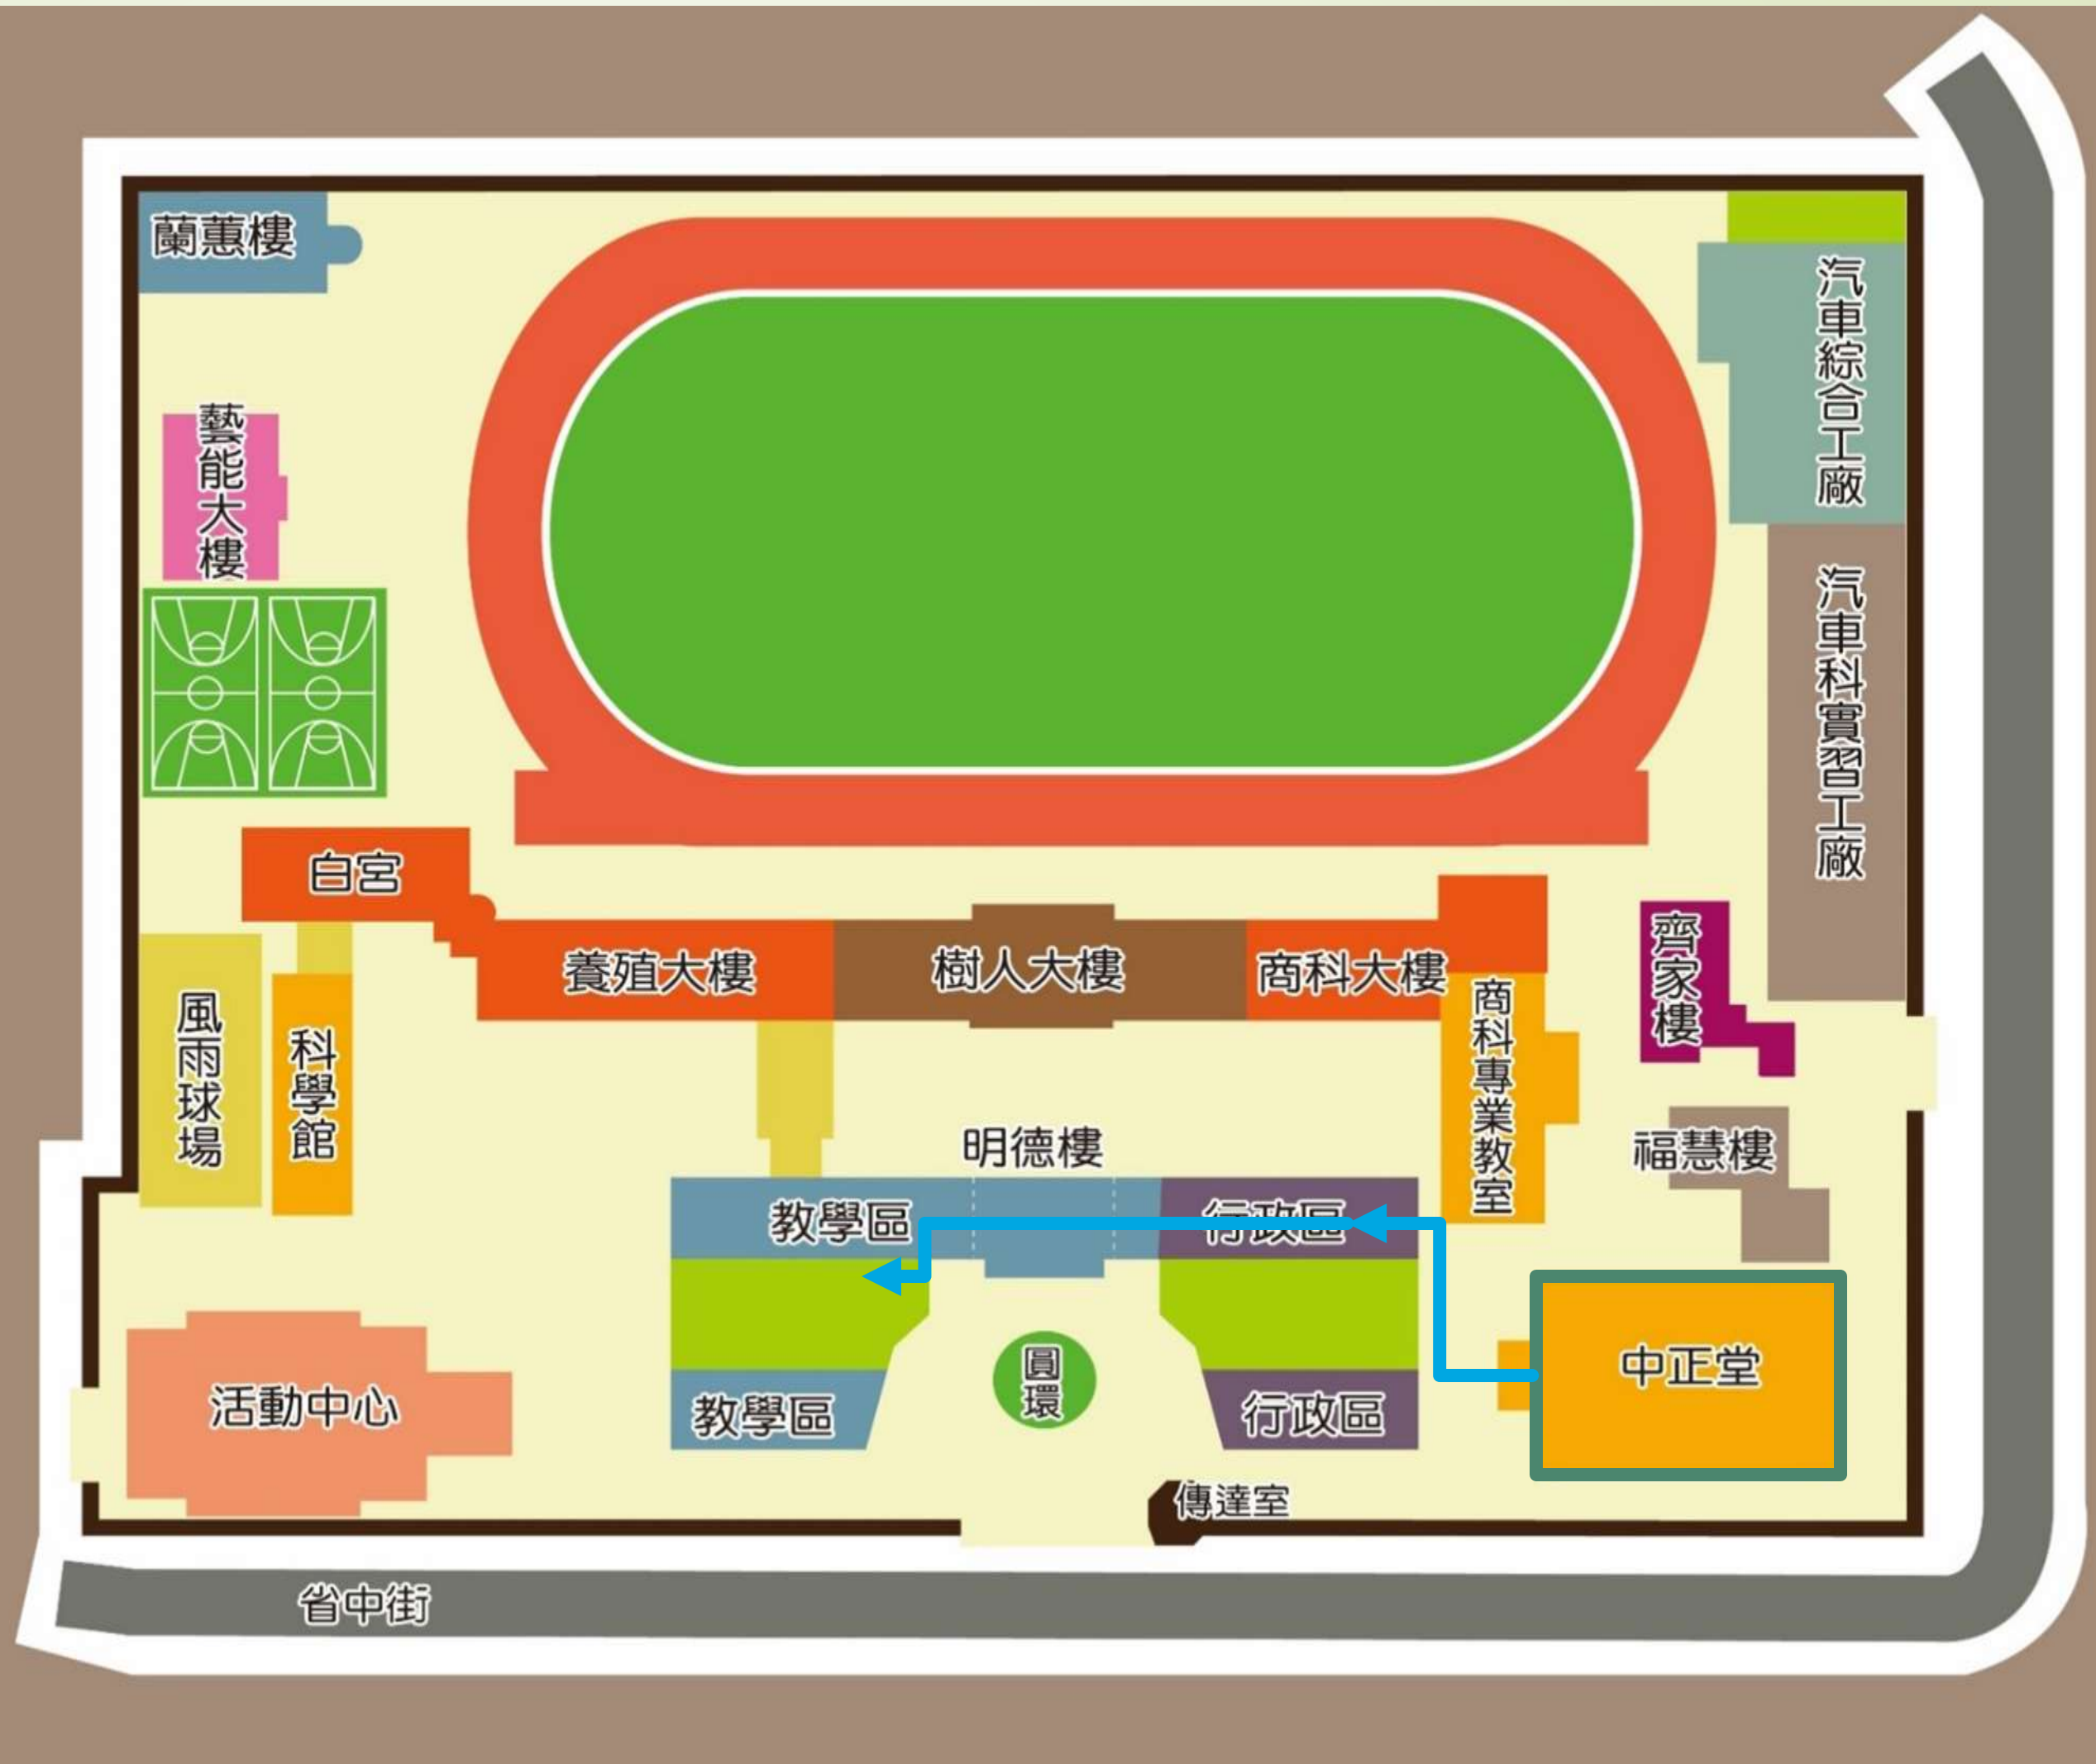 蘭蕙樓
汽車綜合工廠
藝能大樓
汽車科實習工廠
白宮
養殖大樓
樹人大樓
商科大樓
齊家樓
商科專業教室
風雨球場
科學館
明德樓
福慧樓
教學區
行政區
圓環
中正堂
活動中心
教學區
行政區
傳達室
省中街